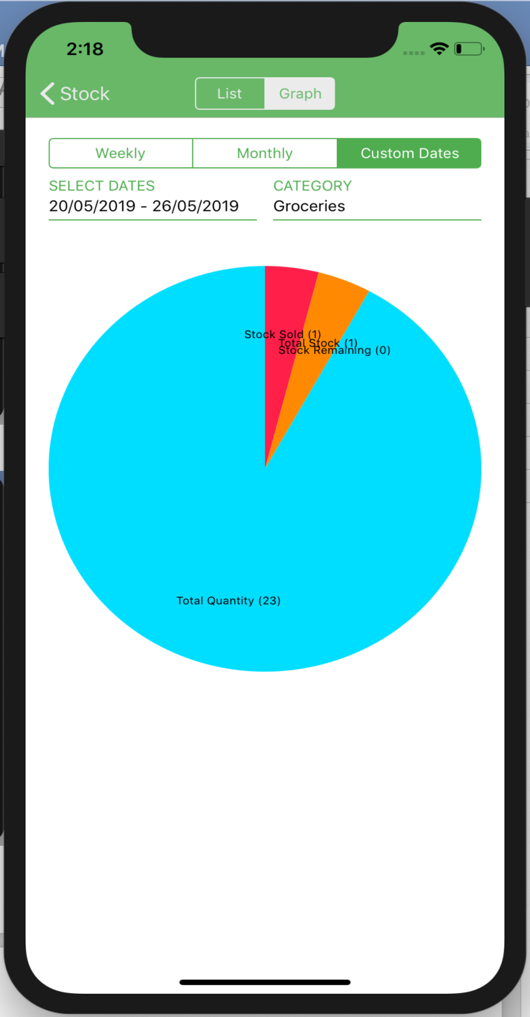 2:18
Stock
List
Graph
Weekly
Monthly
Custom Dates
SELECT DATES
CATEGORY
20/05/2019 - 26/05/2019
Groceries
Stock Sold (1)
Total Stock (1)
Stock Remaining (0)
Total Quantity (23)